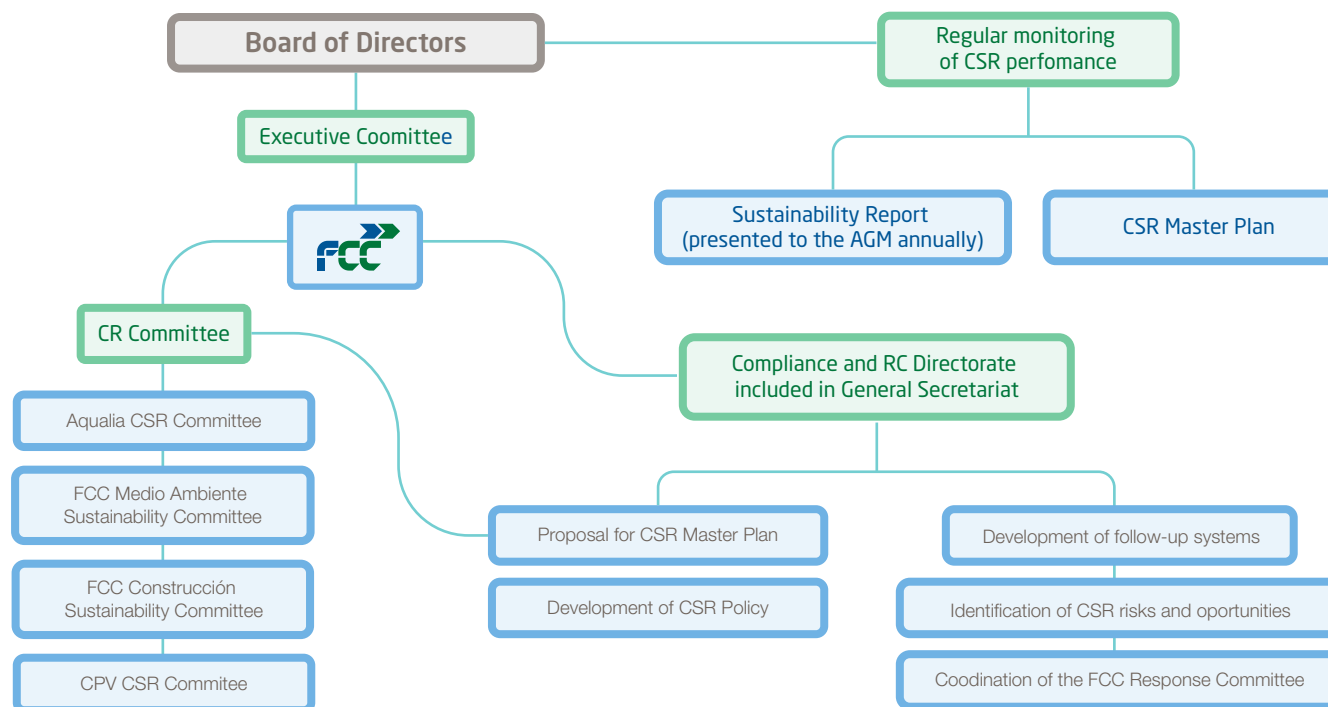 Board of Directors
Regular monitoring
of CSR perfomance
Executive Coomittee
Sustainability Report
(presented to the AGM annually)
CSR Master Plan
FCC
CR Committee
Compliance and RC Directorate
included in General Secretariat
Aqualia CSR Committee
FCC Medio Ambiente
Sustainability Committee
FCC Construcción
Sustainability Committee
CPV CSR Commitee
Proposal for CSR Master Plan
Development of CSR Policy
Development of follow-up systems
Identification of CSR risks and oportunities
Coodination of the FCC Response Committee